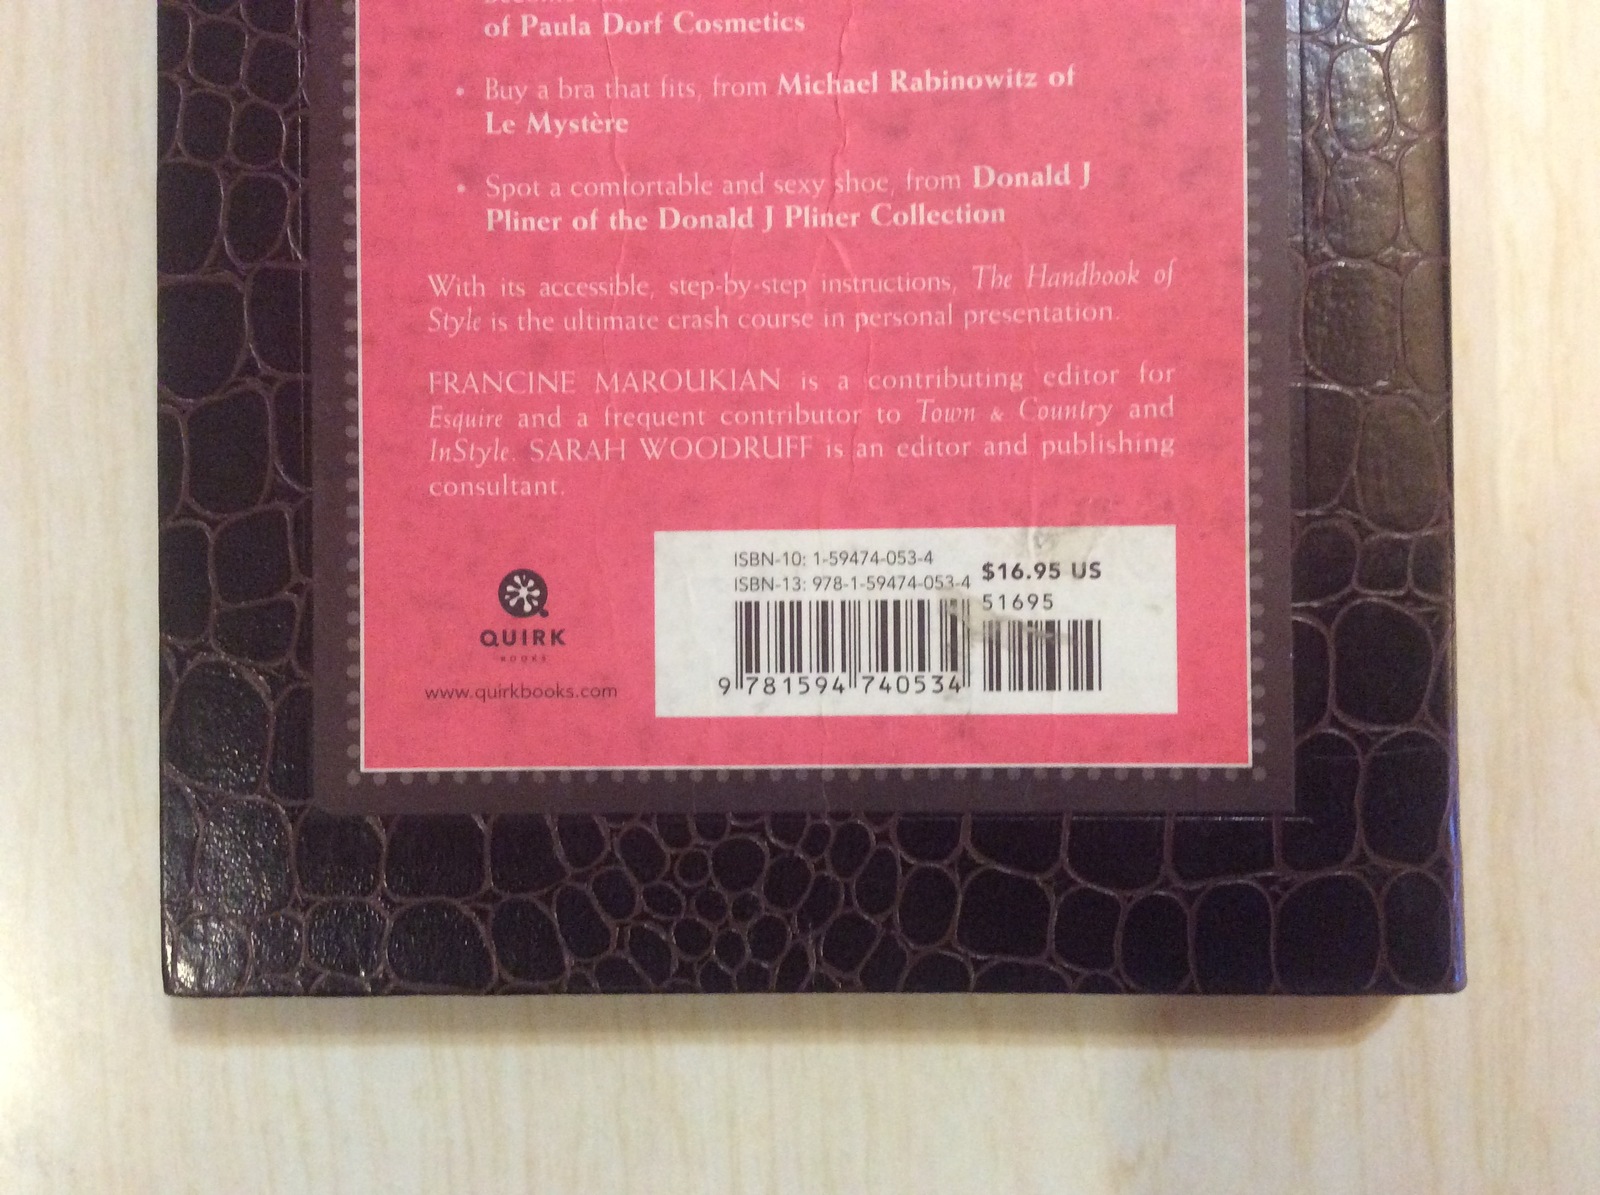 of Paula Dorf Cosmetics
• Buy a bra that fits, from Michael Rabinowitz of
Le Mystère
• Spot a comfortable and sexy shoe, from Donald J
Pliner of the Donald J Pliner Collection
With its accessible, step-by-step instructions, The Handbook of
Style is the ultimate crash course in personal presentation.
FRANCINE MAROUKIAN is a contributing editor for
Esquire and a frequent contributor to Town & Country and
InStyle. SARAH WOODRUFF is an editor and publishing
consultant.
QUIRK
BOOKS
www.quirkbooks.com
ISBN-10: 1-59474-053-4
ISBN-13: 978-1-59474-053-4
$16.95 US
51695
9 781594 740534